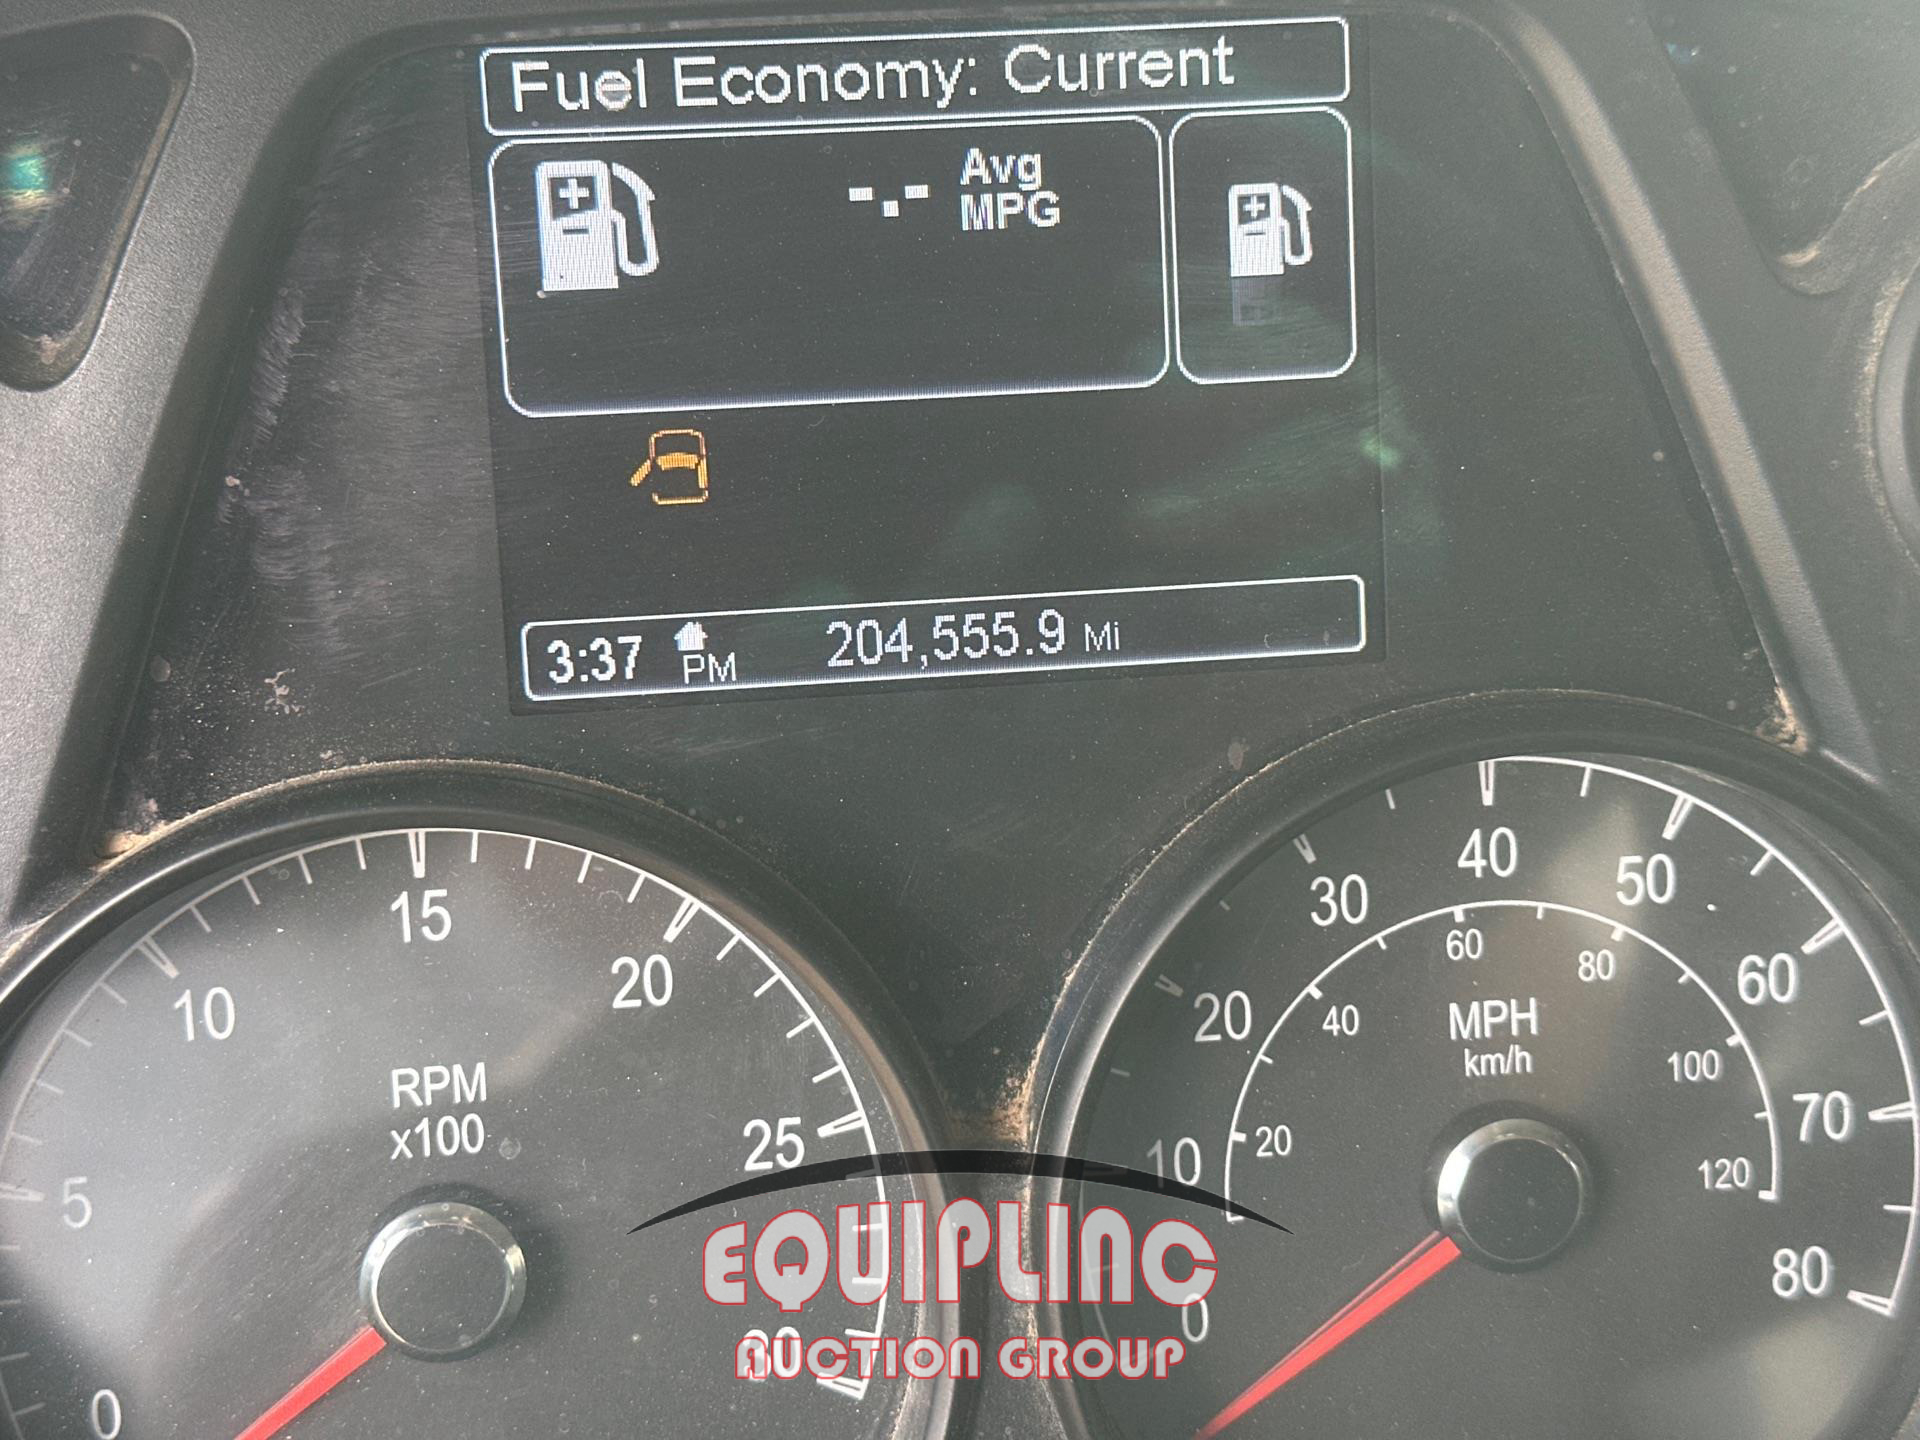 Fuel Economy: Current
-.- Avg
MPG
3:37 PM 204,555.9 Mi
0
5
10
15
20
25
30
RPM
x100
0
10
20
30
40
50
60
70
80
20
40
60
80
100
120
MPH
km/h
EQUIPLINC
AUCTION GROUP